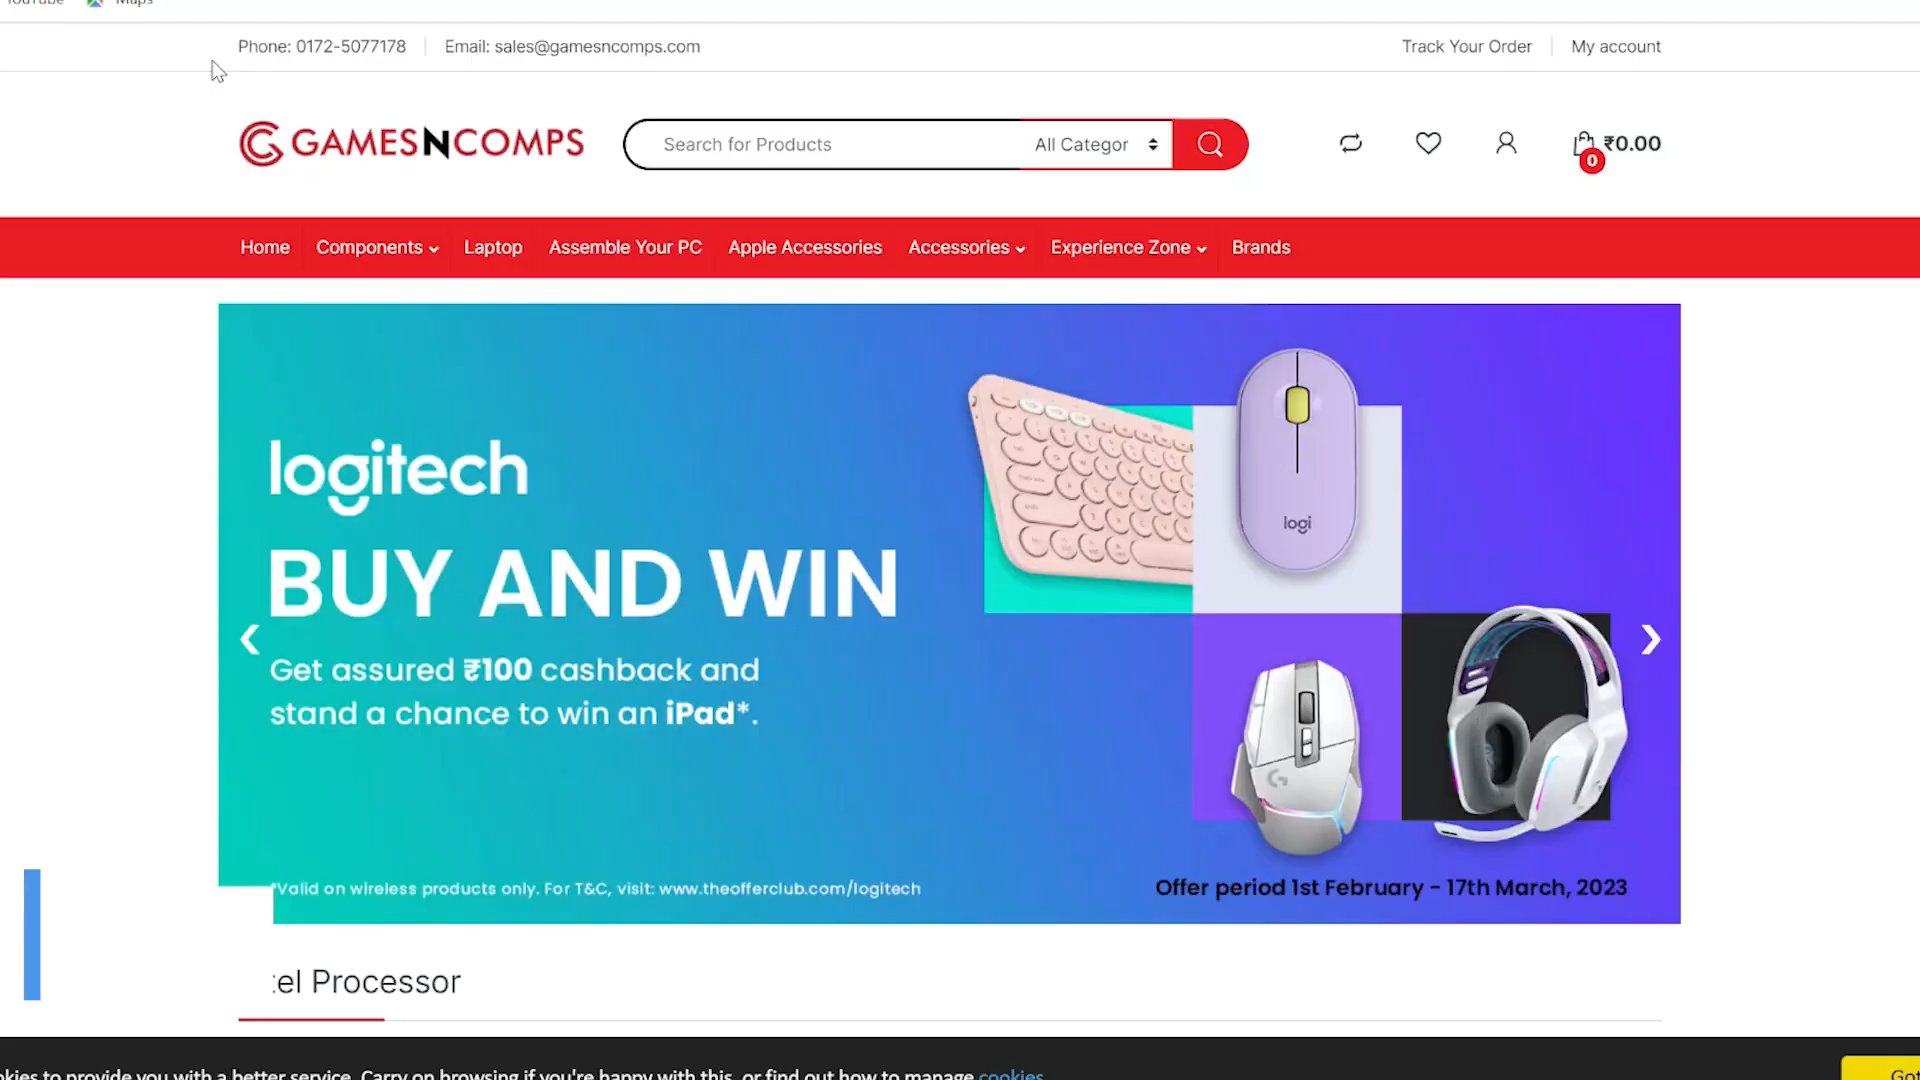 YouTube Maps
Phone: 0172-5077178 Email: sales@gamesncomps.com Track Your Order My account
GAMESNCOMPS Search for Products All Categor ₹0.00
0
Home Components Laptop Assemble Your PC Apple Accessories Accessories Experience Zone Brands
logitech
BUY AND WIN
Get assured ₹100 cashback and
stand a chance to win an iPad*.
logi
*Valid on wireless products only. For T&C, visit: www.theofferclub.com/logitech Offer period 1st February - 17th March, 2023
tel Processor
okies to provide you with a better service. Carry on browsing if you're happy with this, or find out how to manage cookies Got